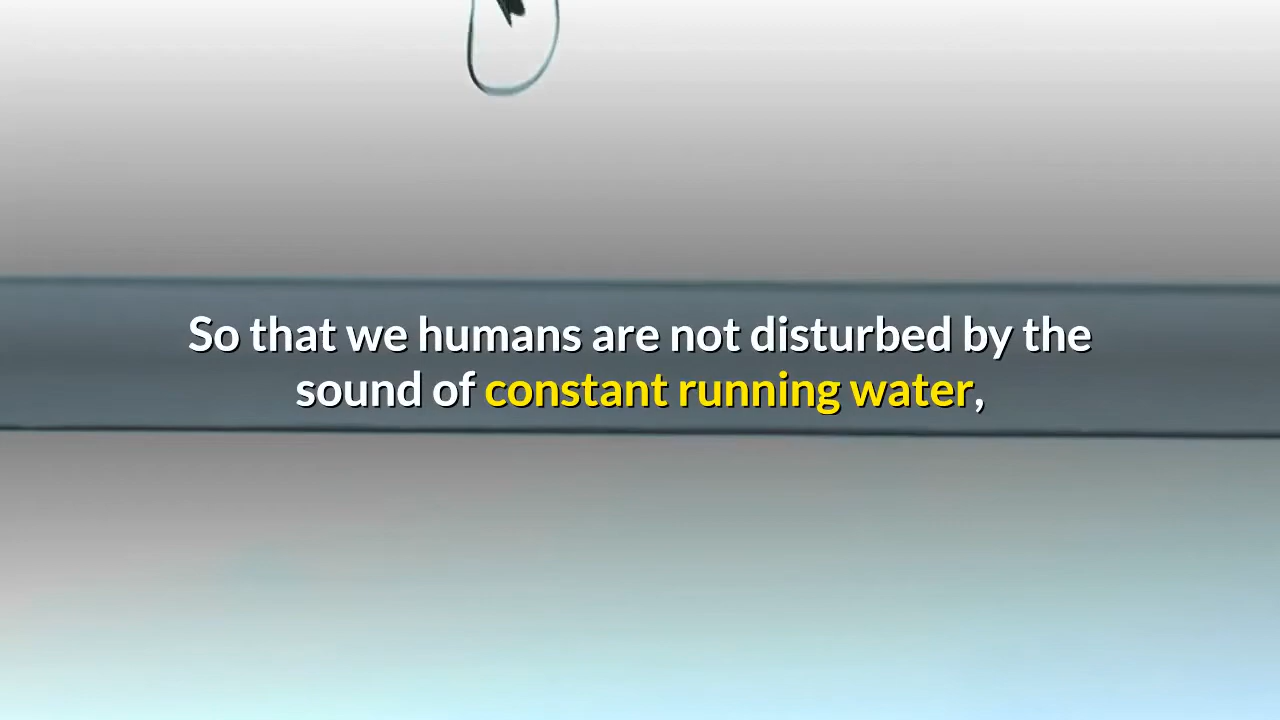 So that we humans are not disturbed by the
sound of constant running water,